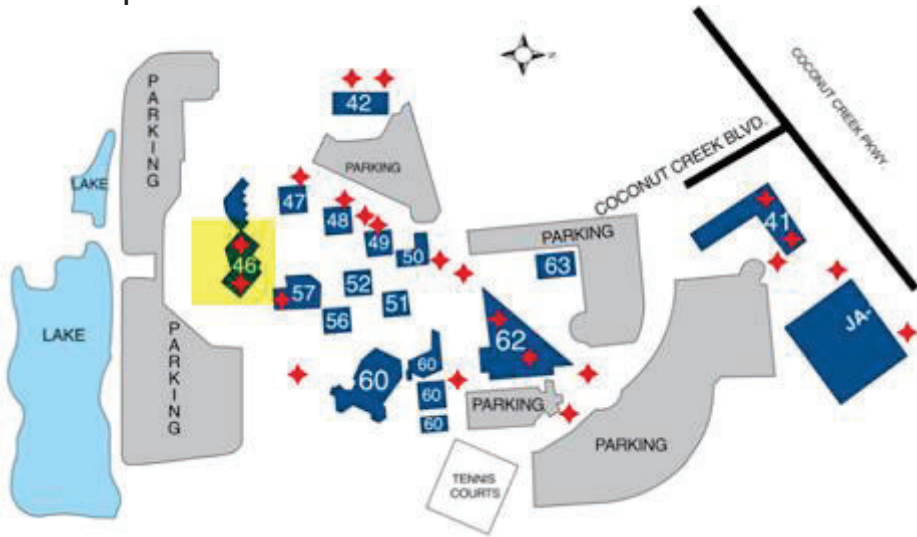 PARKING
42
COCONUT CREEK PKWY.
COCONUT CREEK BLVD.
PARKING
LAKE
47
48
41
49
PARKING
50
46
63
52
57
51
56
JA-
LAKE
62
PARKING
60
60
60
PARKING
60
PARKING
TENNIS
COURTS